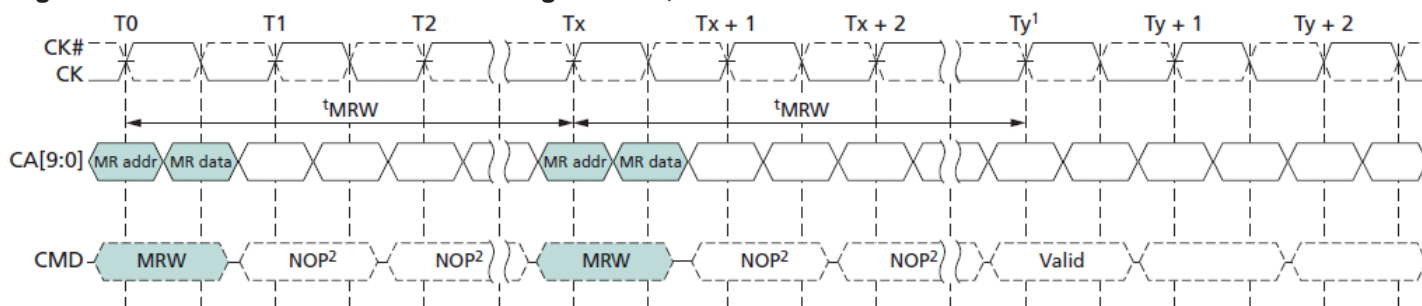 T0 T1 T2 Tx Tx + 1 Tx + 2 Ty¹ Ty + 1 Ty + 2
CK#
CK
ᵗMRW ᵗMRW
CA[9:0] MR addr MR data MR addr MR data
CMD MRW NOP² NOP² MRW NOP² NOP² Valid